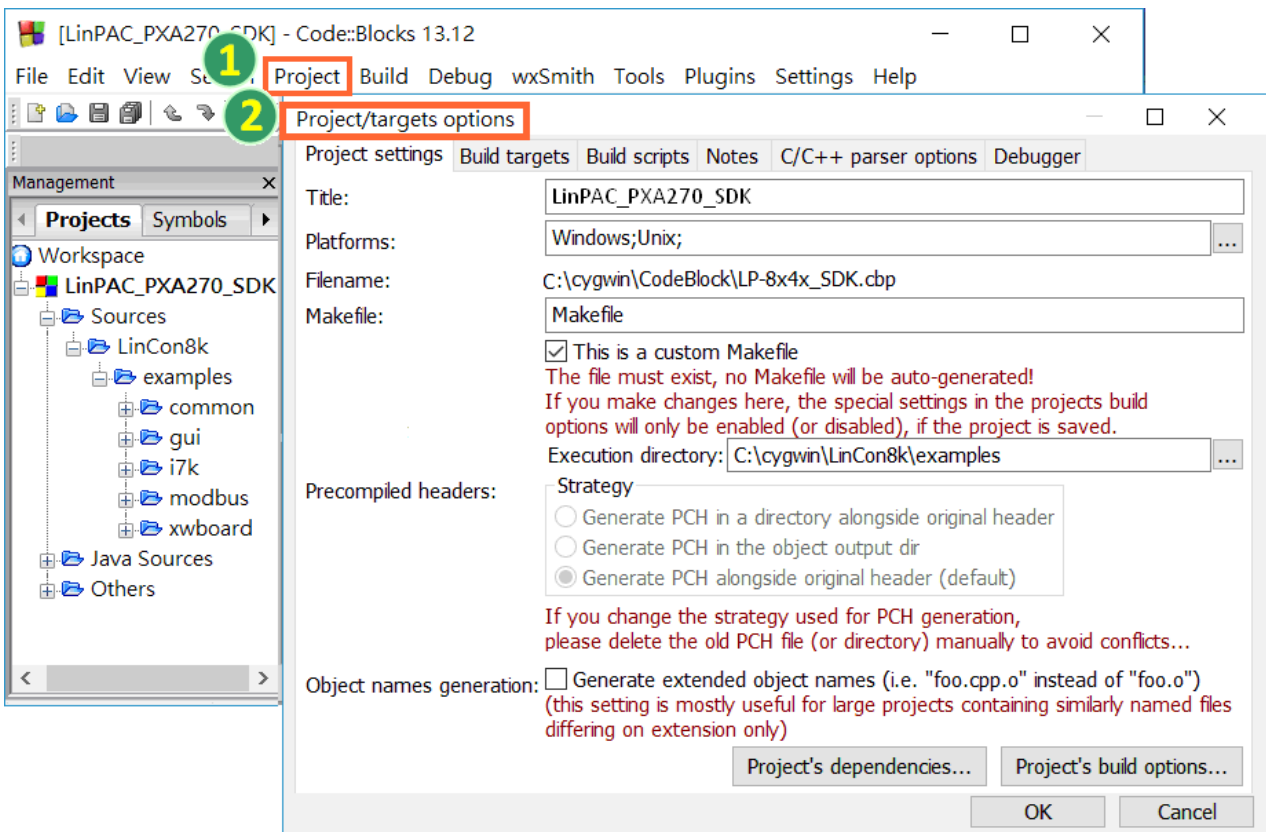 [LinPAC_PXA270_SDK] - Code::Blocks 13.12
1
File Edit View Project Build Debug wxSmith Tools Plugins Settings Help
2
Project/targets options
Project settings Build targets Build scripts Notes C/C++ parser options Debugger
Management
Projects Symbols
Workspace
LinPAC_PXA270_SDK
Sources
LinCon8k
examples
common
gui
i7k
modbus
xwboard
Java Sources
Others
Title: LinPAC_PXA270_SDK
Platforms: Windows;Unix; ...
Filename: C:\cygwin\CodeBlock\LP-8x4x_SDK.cbp
Makefile: Makefile
This is a custom Makefile
The file must exist, no Makefile will be auto-generated!
If you make changes here, the special settings in the projects build
options will only be enabled (or disabled), if the project is saved.
Execution directory: C:\cygwin\LinCon8k\examples ...
Precompiled headers: Strategy
Generate PCH in a directory alongside original header
Generate PCH in the object output dir
Generate PCH alongside original header (default)
If you change the strategy used for PCH generation,
please delete the old PCH file (or directory) manually to avoid conflicts...
Object names generation: Generate extended object names (i.e. "foo.cpp.o" instead of "foo.o")
(this setting is mostly useful for large projects containing similarly named files
differing on extension only)
Project's dependencies... Project's build options...
OK Cancel